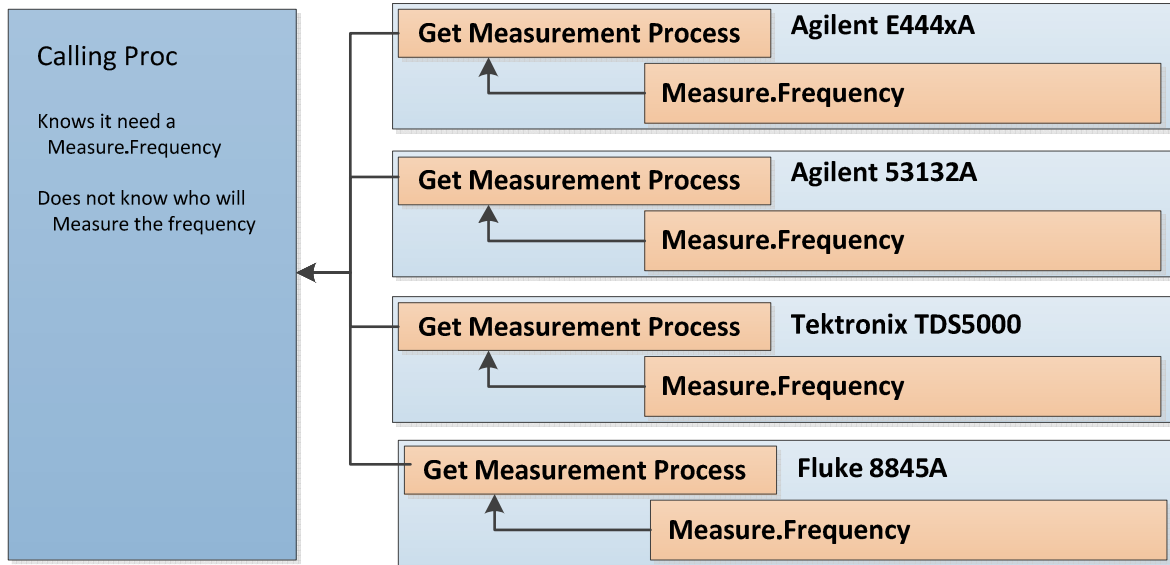 Calling Proc
Knows it need a
Measure.Frequency
Does not know who will
Measure the frequency
Get Measurement Process
Agilent E444xA
Measure.Frequency
Get Measurement Process
Agilent 53132A
Measure.Frequency
Get Measurement Process
Tektronix TDS5000
Measure.Frequency
Get Measurement Process
Fluke 8845A
Measure.Frequency